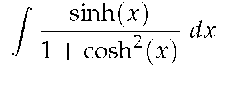 ∫ sinh(x) / (1 + cosh²(x)) dx